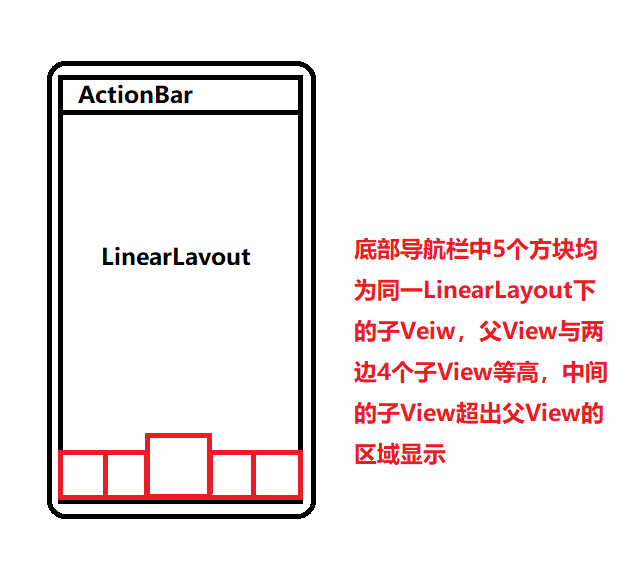 ActionBar
LinearLavout
底部导航栏中5个方块均
为同一LinearLayout下
的子Veiw，父View与两
边4个子View等高，中间
的子View超出父View的
区域显示